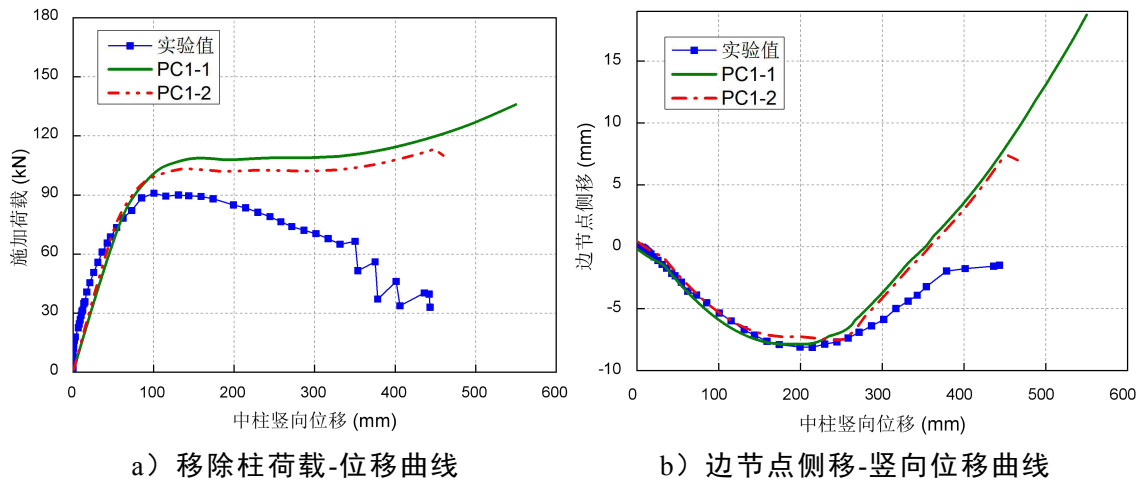 180
150
120
90
60
30
0
施加荷载 (kN)
实验值
PC1-1
PC1-2
0 100 200 300 400 500 600
中柱竖向位移 (mm)
a）移除柱荷载-位移曲线
15
10
5
0
-5
-10
边节点侧移 (mm)
实验值
PC1-1
PC1-2
0 100 200 300 400 500 600
中柱竖向位移 (mm)
b）边节点侧移-竖向位移曲线